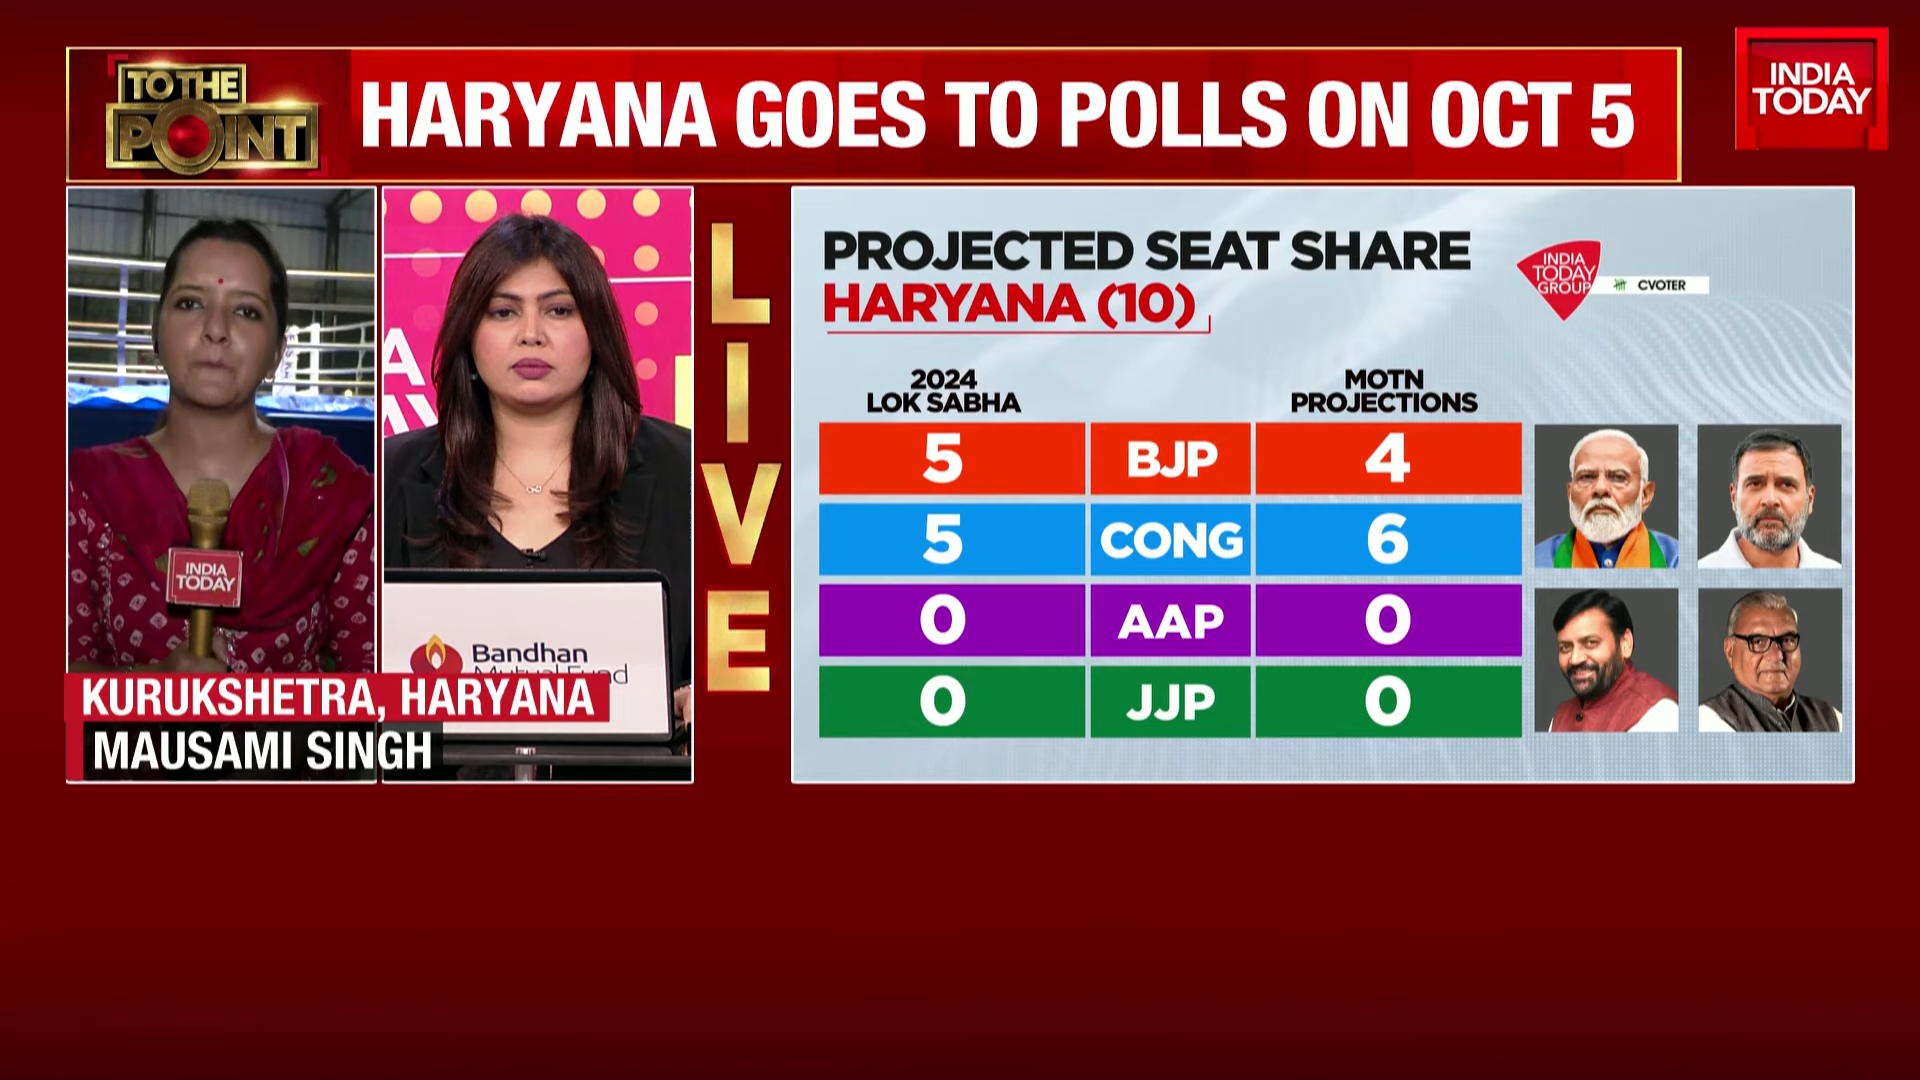 TO THE
POINT
HARYANA GOES TO POLLS ON OCT 5
INDIA
TODAY
LIVE
INDIA
TODAY
Bandhan
Mutual Fund
KURUKSHETRA, HARYANA
MAUSAMI SINGH
PROJECTED SEAT SHARE
HARYANA (10)
INDIA
TODAY
GROUP
CVOTER
2024
LOK SABHA
MOTN
PROJECTIONS
5 BJP 4
5 CONG 6
0 AAP 0
0 JJP 0